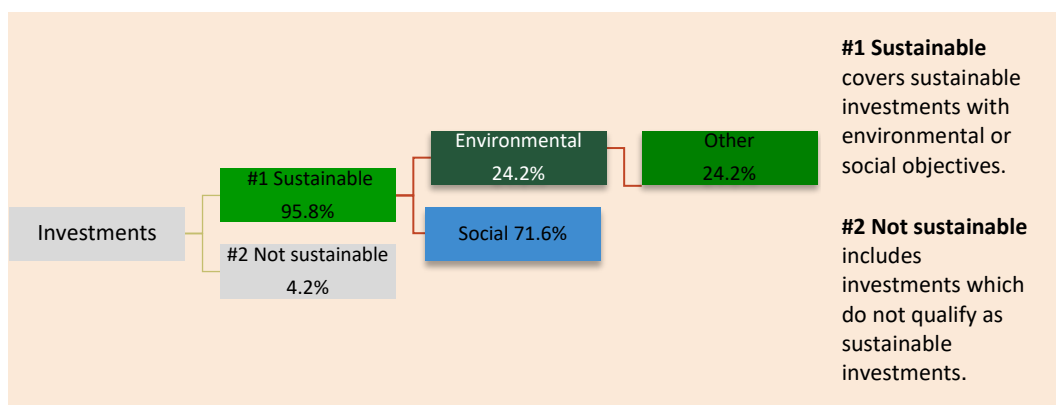 Investments
#1 Sustainable
95.8%
#2 Not sustainable
4.2%
Environmental
24.2%
Social 71.6%
Other
24.2%
#1 Sustainable
covers sustainable
investments with
environmental or
social objectives.
#2 Not sustainable
includes
investments which
do not qualify as
sustainable
investments.